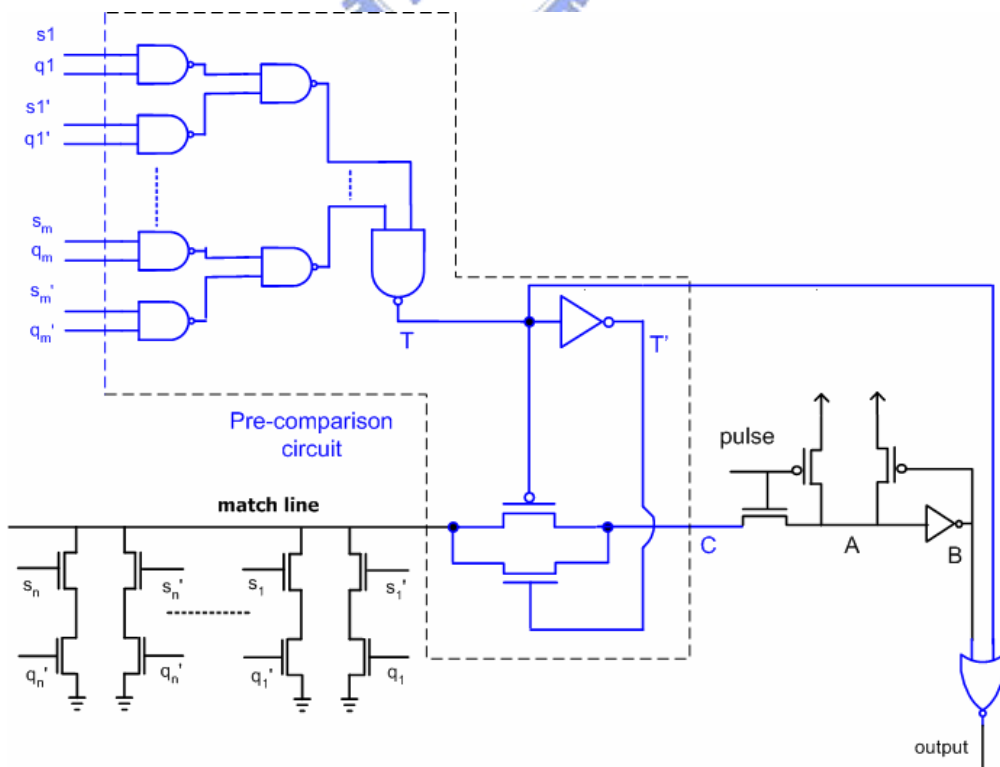 s1
q1
s1'
q1'
sm
qm
sm'
qm'
T
T'
Pre-comparison
circuit
pulse
match line
C
A
B
sn
sn'
s1
s1'
qn'
qn'
q1'
q1
output